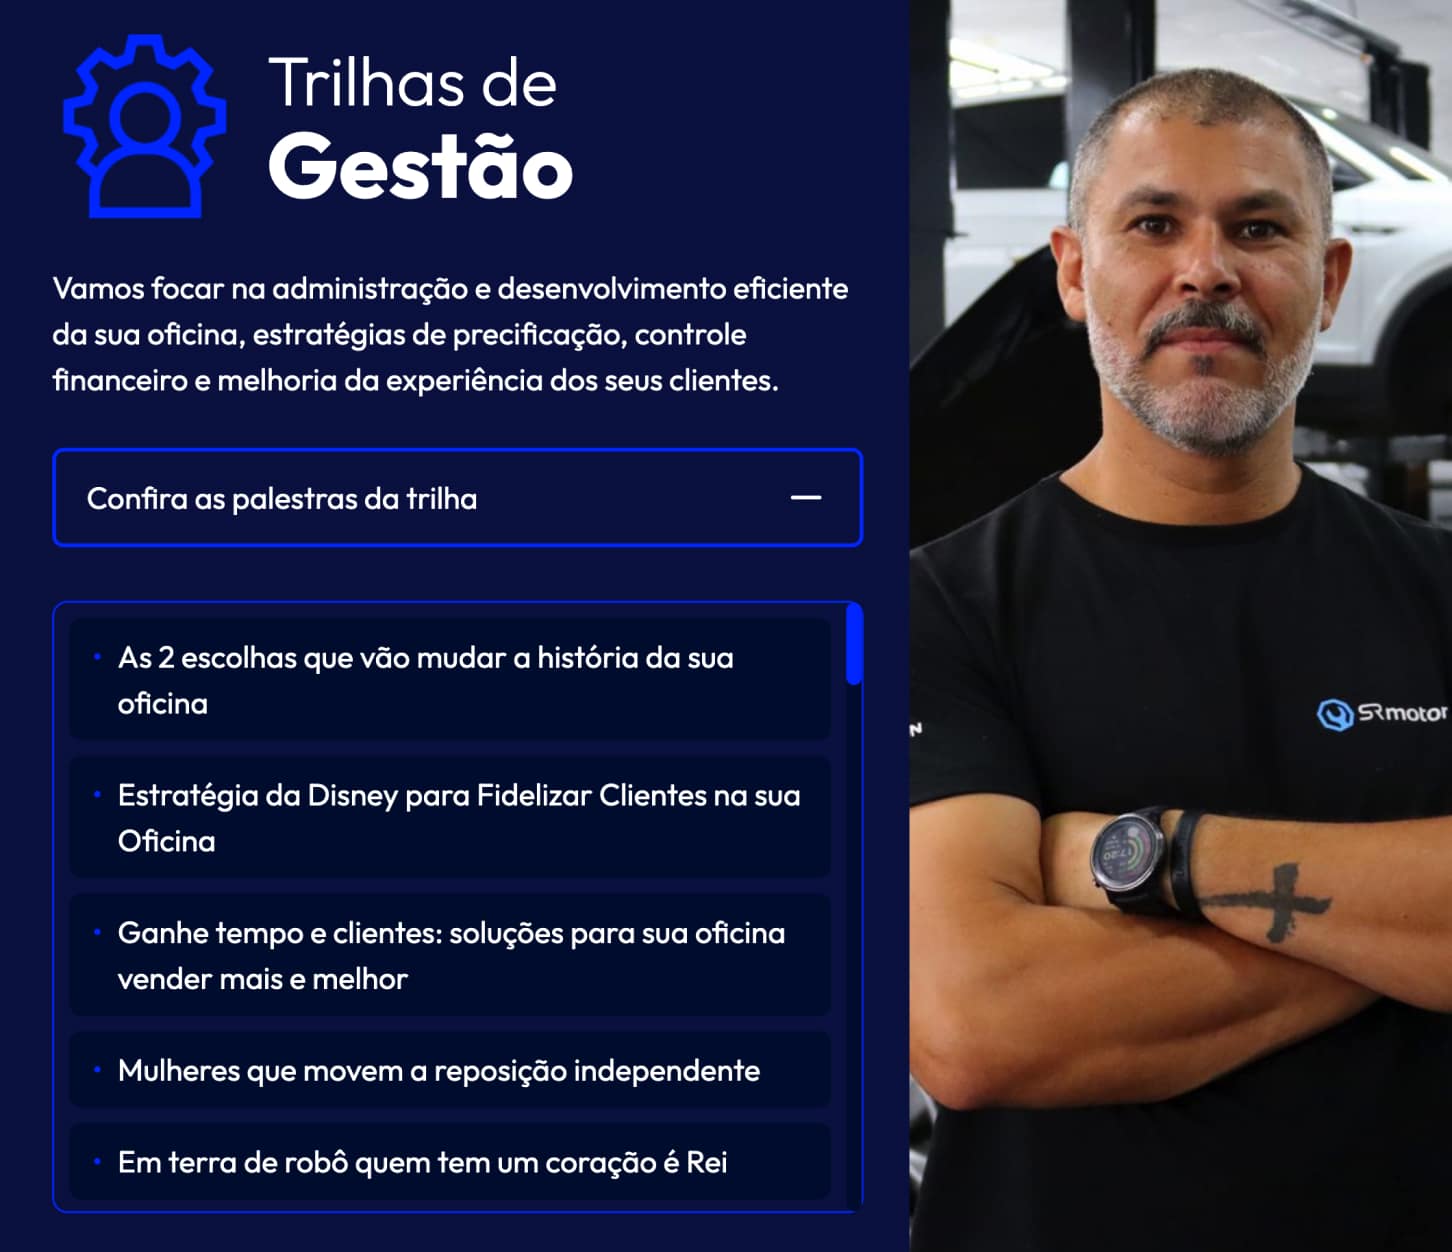 Trilhas de
Gestão
Vamos focar na administração e desenvolvimento eficiente
da sua oficina, estratégias de precificação, controle
financeiro e melhoria da experiência dos seus clientes.
Confira as palestras da trilha
As 2 escolhas que vão mudar a história da sua
oficina
Estratégia da Disney para Fidelizar Clientes na sua
Oficina
Ganhe tempo e clientes: soluções para sua oficina
vender mais e melhor
Mulheres que movem a reposição independente
Em terra de robô quem tem um coração é Rei
SRmotor
N
17:20